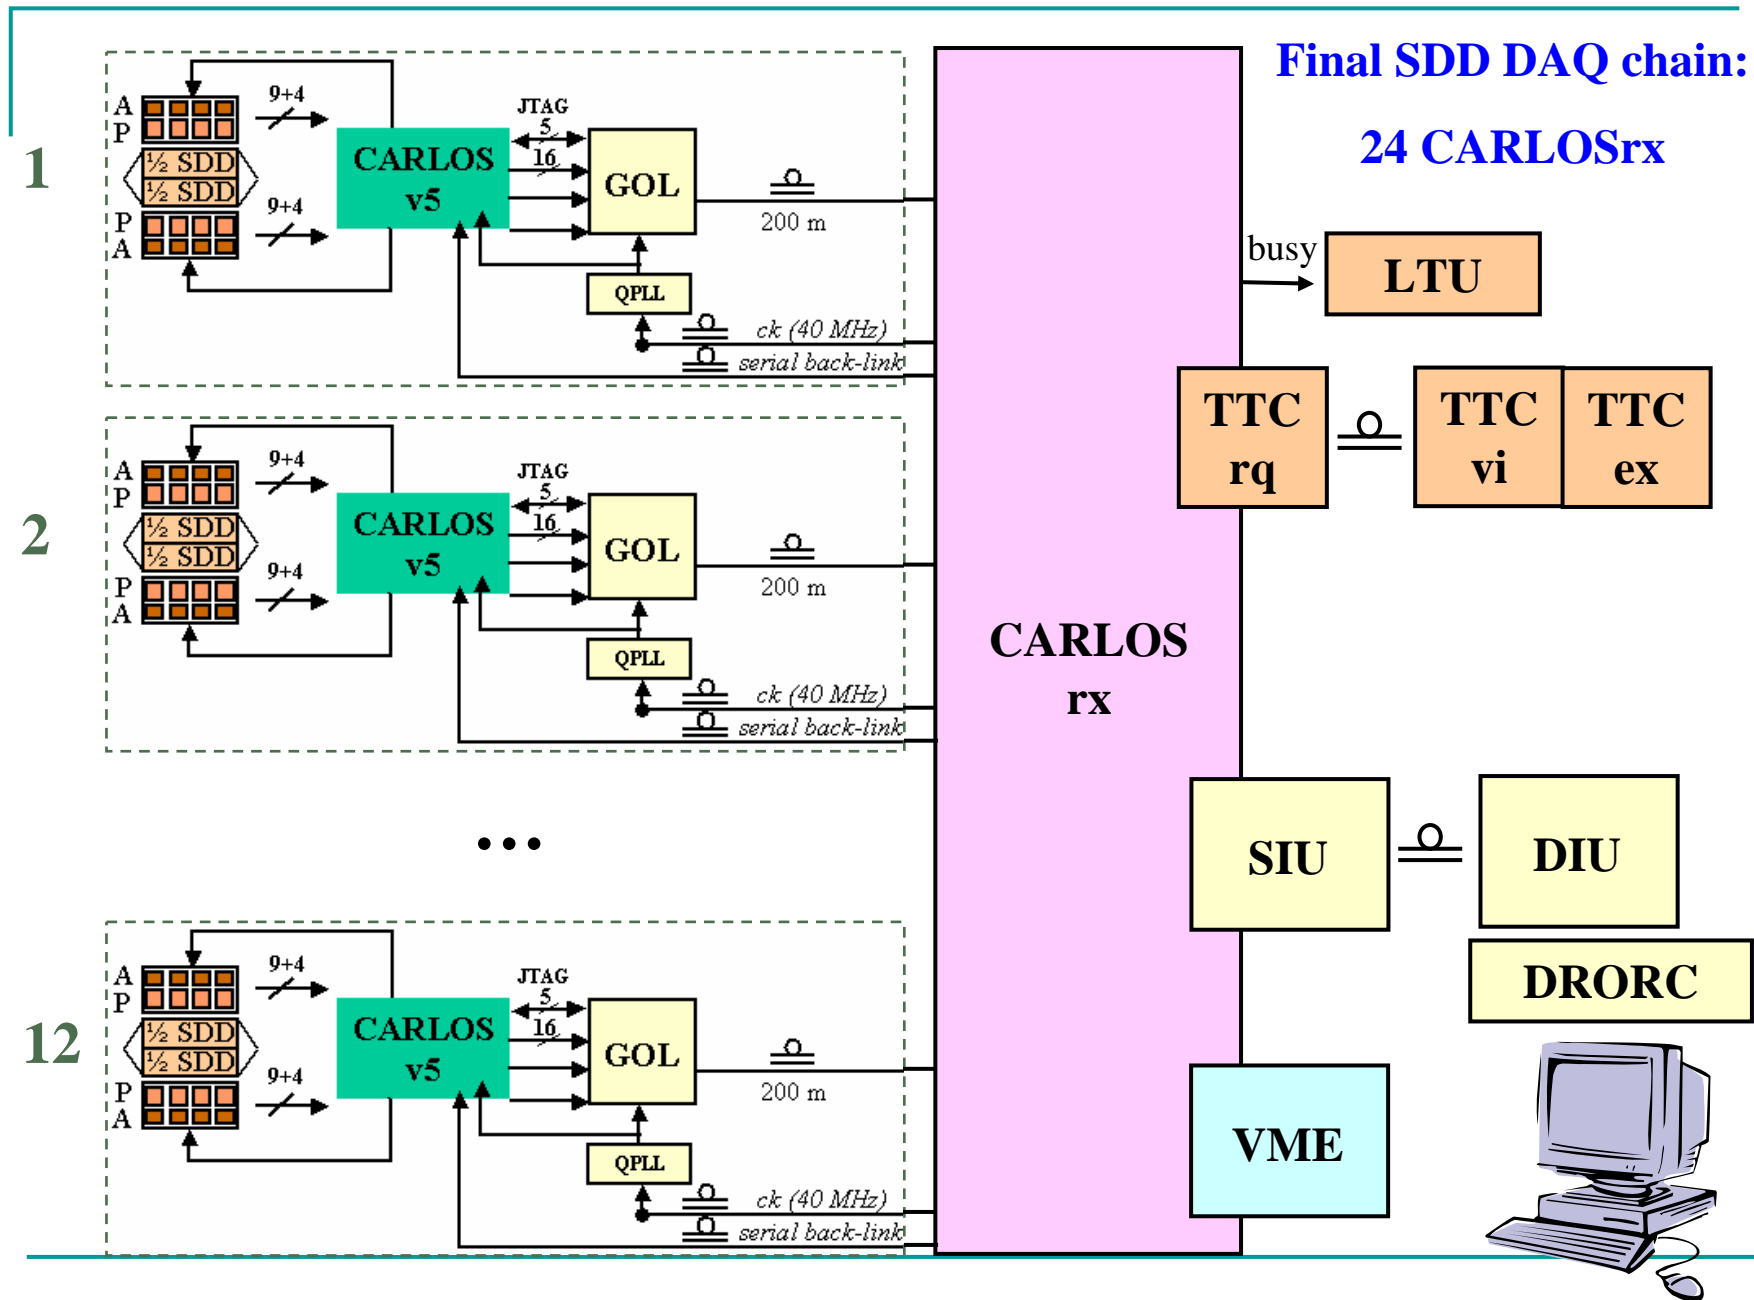 Final SDD DAQ chain:
24 CARLOSrx
1
A
P
½ SDD
½ SDD
P
A
9+4
9+4
CARLOS
v5
JTAG
5
16
GOL
QPLL
200 m
ck (40 MHz)
serial back-link
2
A
P
½ SDD
½ SDD
P
A
9+4
9+4
CARLOS
v5
JTAG
5
16
GOL
QPLL
200 m
ck (40 MHz)
serial back-link
...
12
A
P
½ SDD
½ SDD
P
A
9+4
9+4
CARLOS
v5
JTAG
5
16
GOL
QPLL
200 m
ck (40 MHz)
serial back-link
CARLOS
rx
busy
LTU
TTC
rq
TTC
vi
TTC
ex
SIU
DIU
DRORC
VME